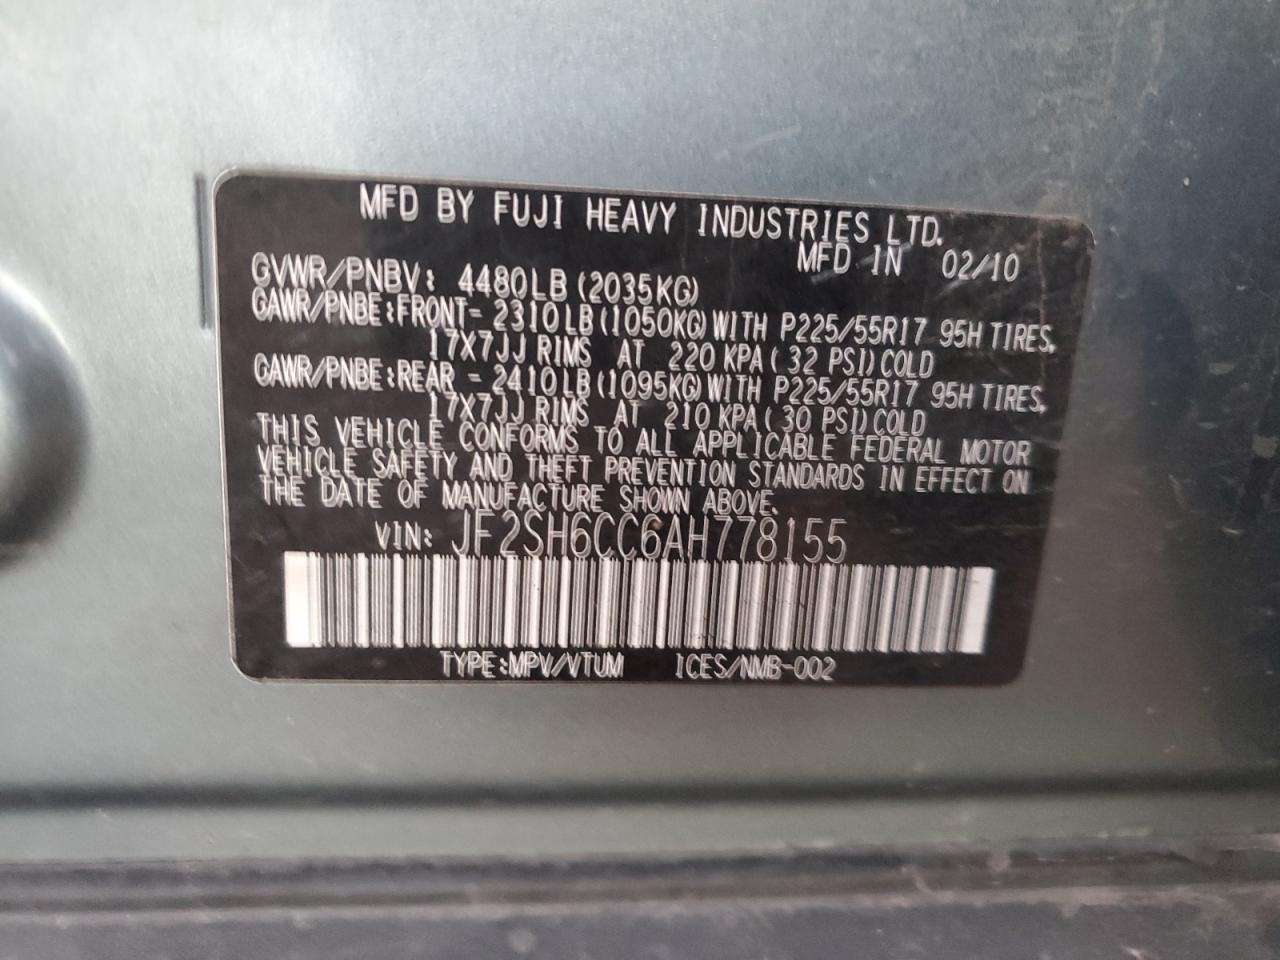 MFD BY FUJI HEAVY INDUSTRIES LTD.
MFD IN 02/10
GVWR/PNBV: 4480LB (2035KG)
GAWR/PNBE:FRONT- 2310LB(1050KG)WITH P225/55R17 95H TIRES,
17X7JJ RIMS AT 220 KPA( 32 PSI)COLD
GAWR/PNBE:REAR - 2410LB(1095KG)WITH P225/55R17 95H TIRES,
17X7JJ RIMS AT 210 KPA( 30 PSI)COLD
THIS VEHICLE CONFORMS TO ALL APPLICABLE FEDERAL MOTOR
VEHICLE SAFETY AND THEFT PREVENTION STANDARDS IN EFFECT ON
THE DATE OF MANUFACTURE SHOWN ABOVE.
VIN: JF2SH6CC6AH778155
TYPE:MPV/VTUM ICES/NMB-002